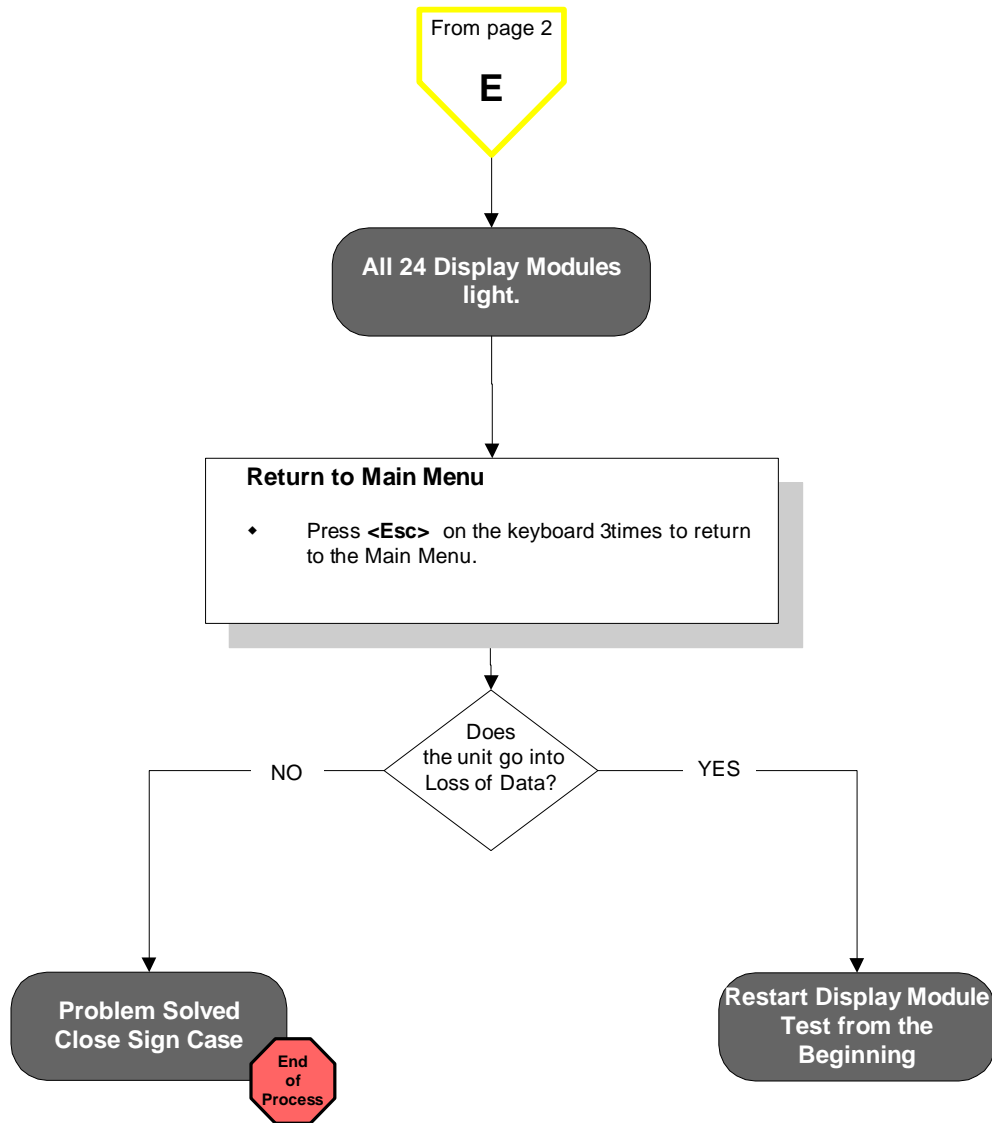 From page 2
E
All 24 Display Modules
light.
Return to Main Menu
◆ Press <Esc> on the keyboard 3times to return
to the Main Menu.
Does
the unit go into
Loss of Data?
NO
YES
Problem Solved
Close Sign Case
End
of
Process
Restart Display Module
Test from the
Beginning